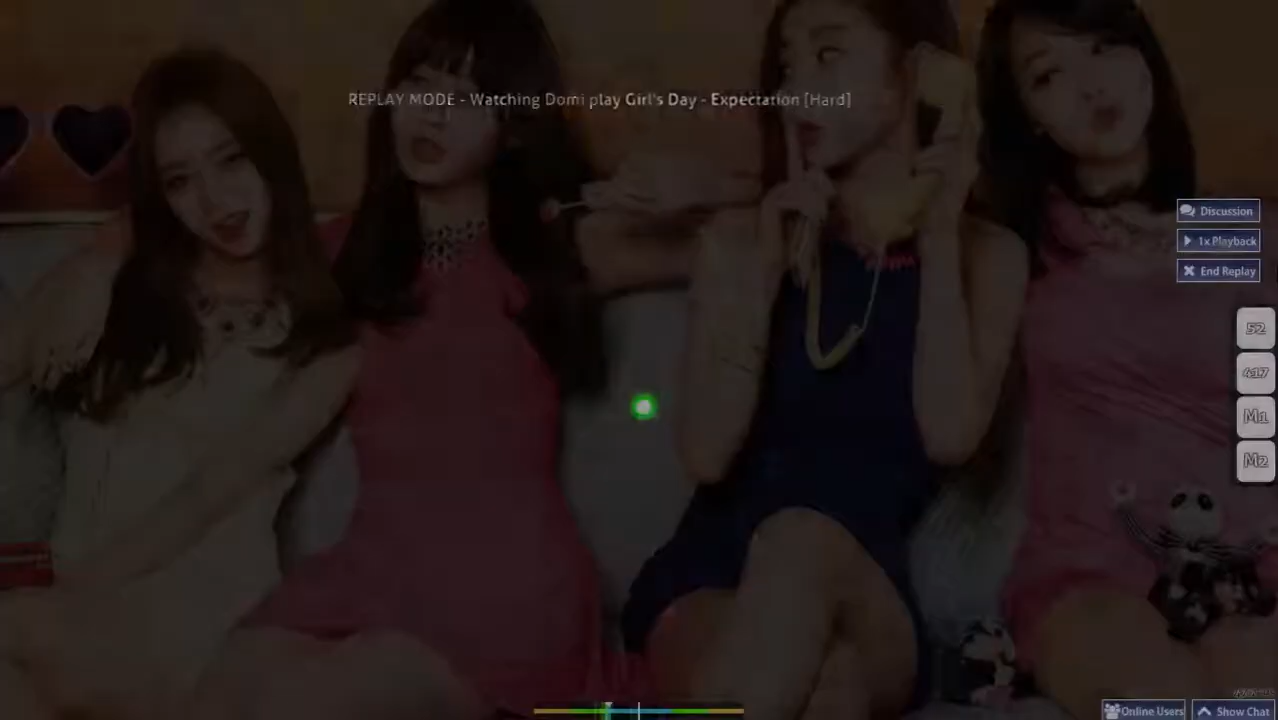 REPLAY MODE - Watching Domi play Girl's Day - Expectation [Hard]
Discussion
1x Playback
End Replay
52
417
M1
M2
Online Users
Show Chat